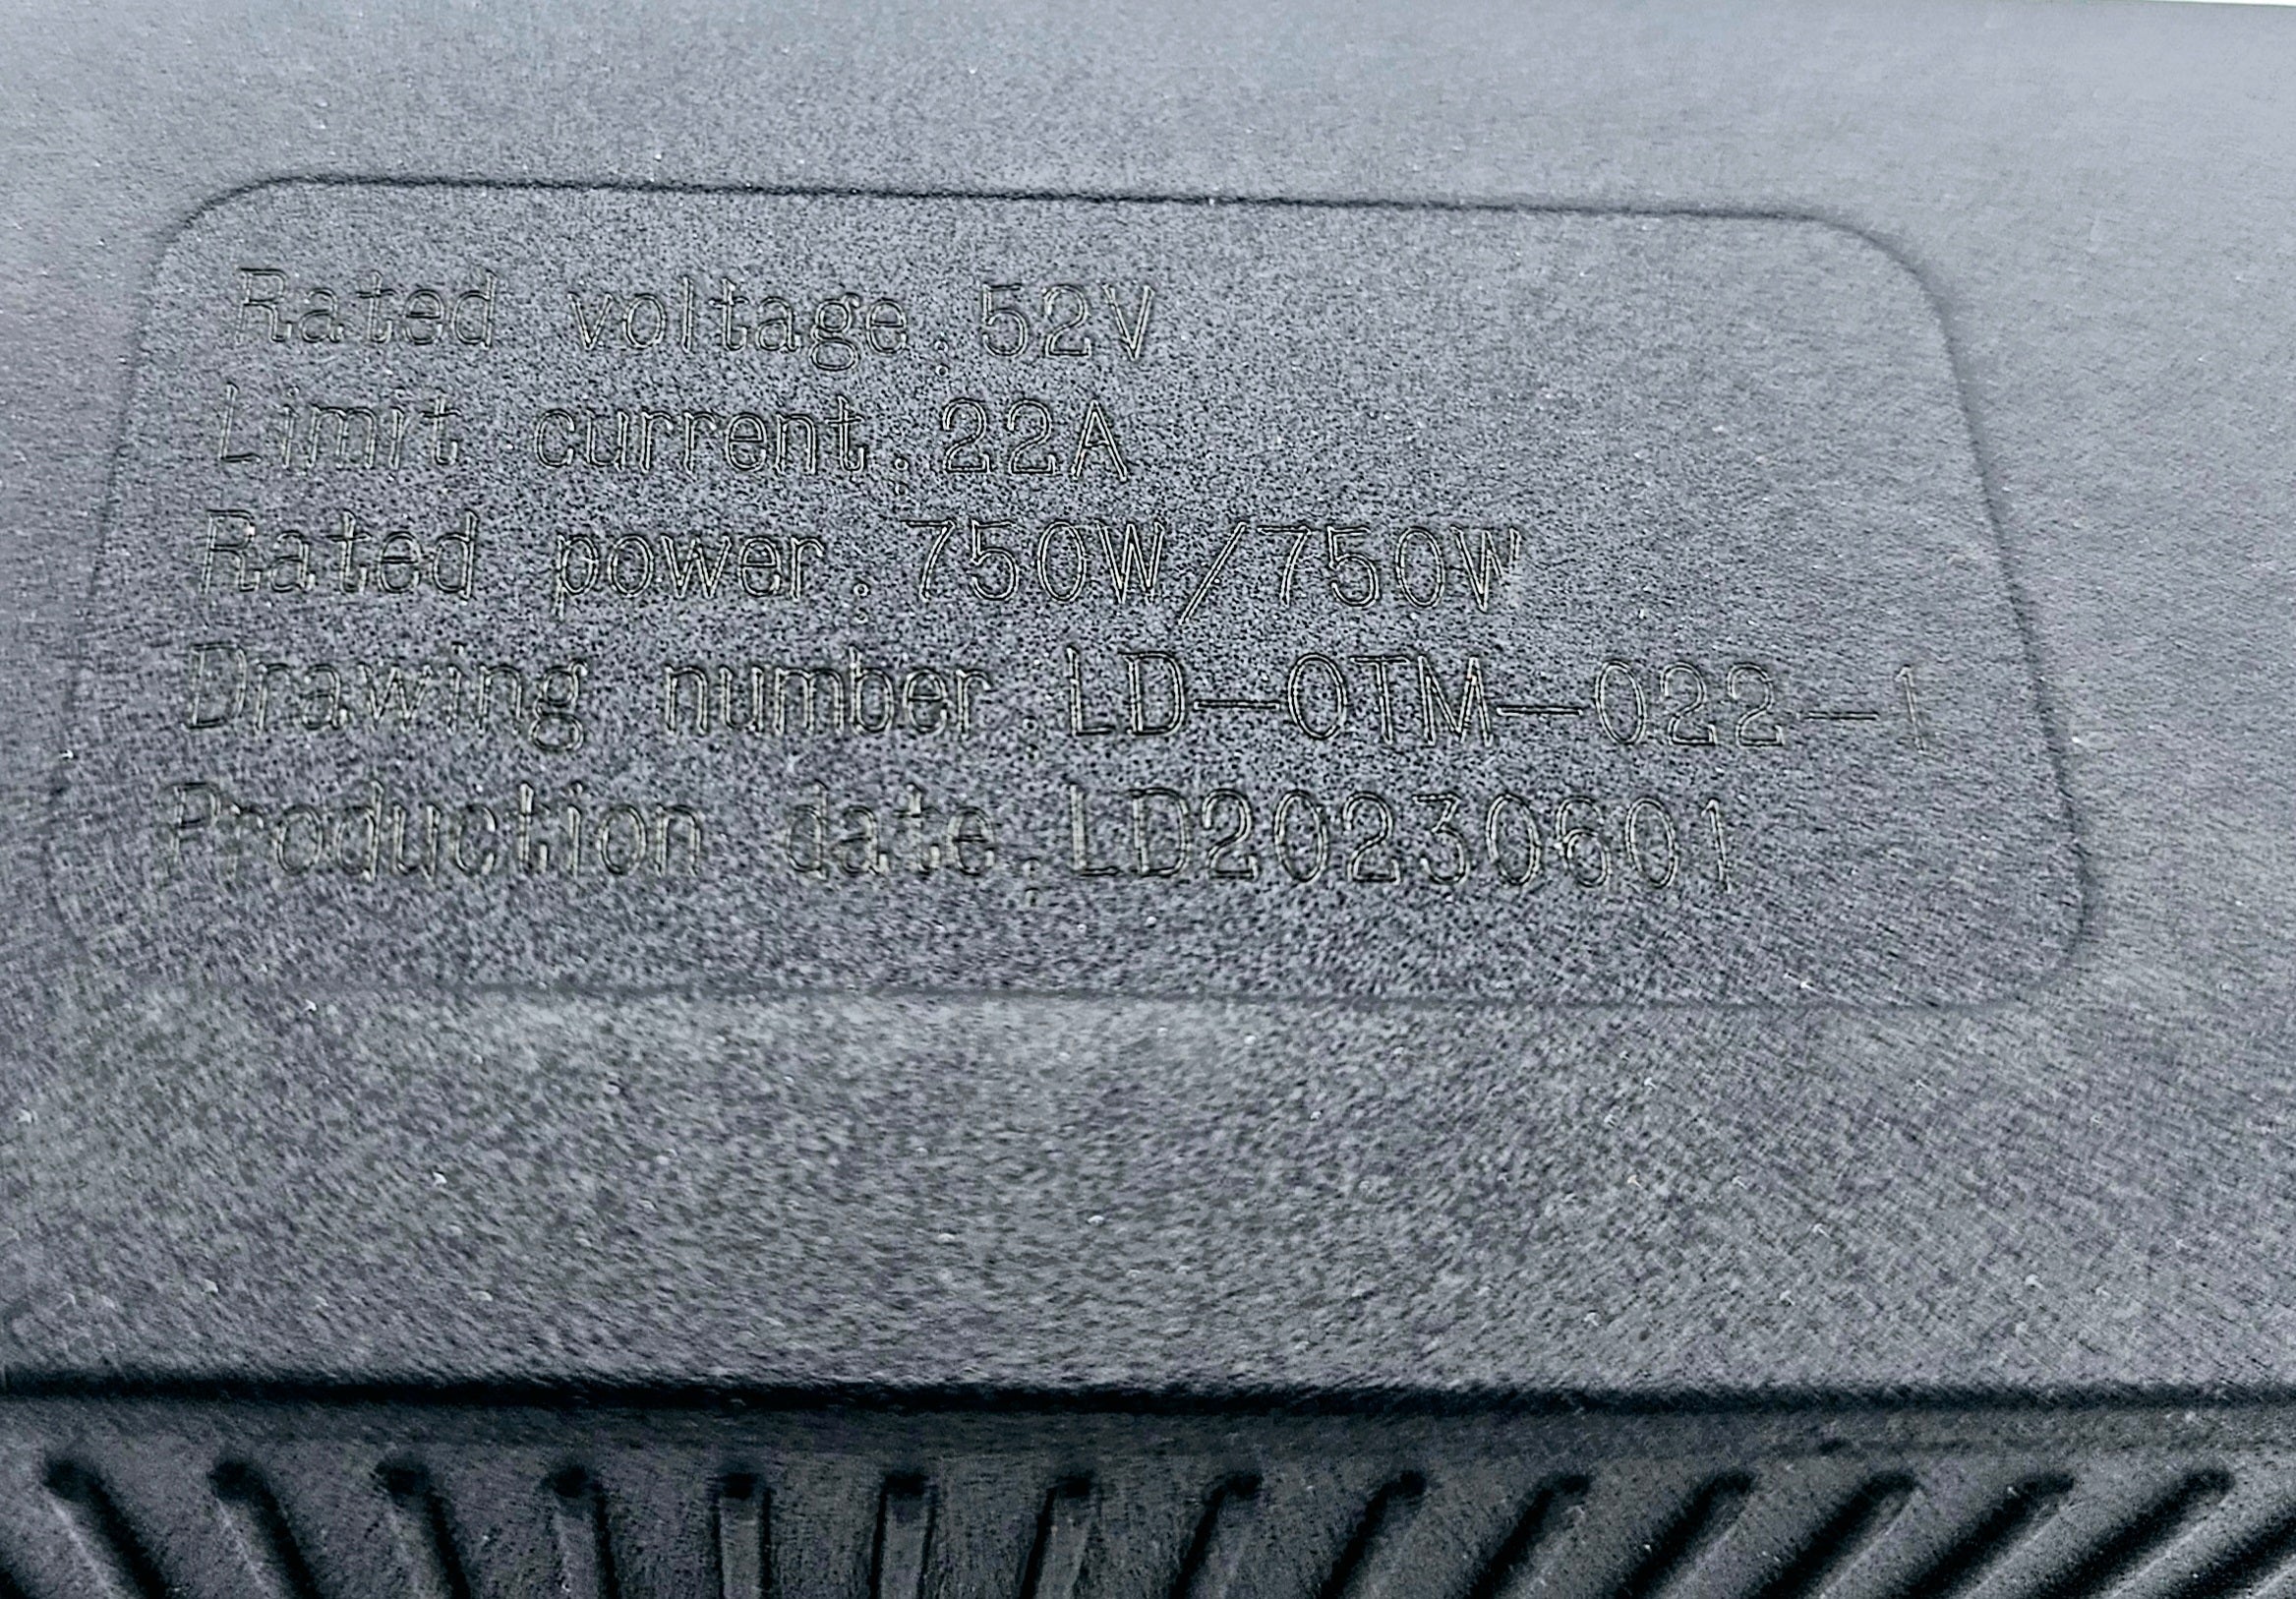 Rated voltage:52V
Limit current:22A
Rated power:750W/750W
Drawing number:LD-OTM-022-1
Production date:LD20230601